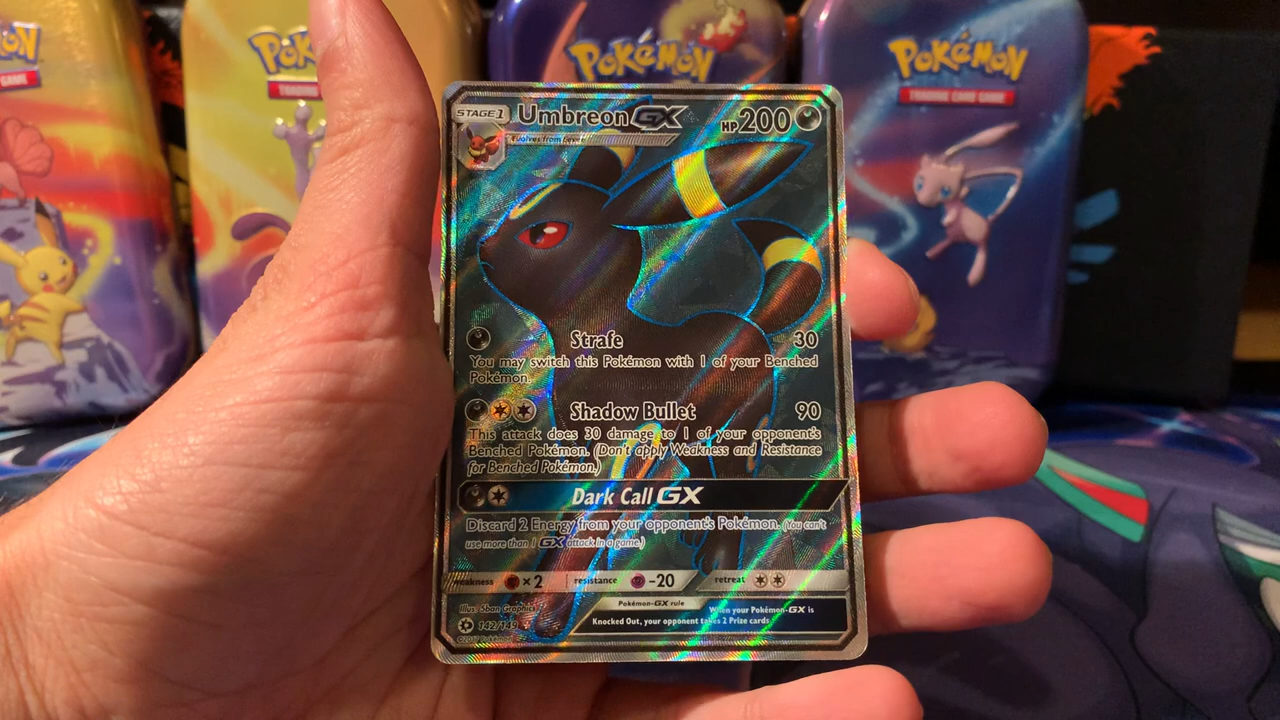 Pokémon
TRADING CARD GAME
STAGE 1
Umbreon GX
HP 200
Evolves from Eevee
Strafe 30
You may switch this Pokémon with 1 of your Benched
Pokémon.
Shadow Bullet 90
This attack does 30 damage to 1 of your opponent's
Benched Pokémon. (Don't apply Weakness and Resistance
for Benched Pokémon.)
Dark Call GX
Discard 2 Energy from your opponent's Pokémon. (You can't
use more than 1 GX attack in a game.)
weakness ×2 resistance -20 retreat
Illus. 5ban Graphics
Pokémon-GX rule
When your Pokémon-GX is
Knocked Out, your opponent takes 2 Prize cards.
142/149
©2017 Pokémon
GAME
Pokémon